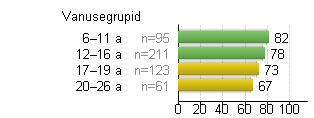 Vanusegrupid
6–11 a n=95 82
12–16 a n=211 78
17–19 a n=123 73
20–26 a n=61 67
0 20 40 60 80 100